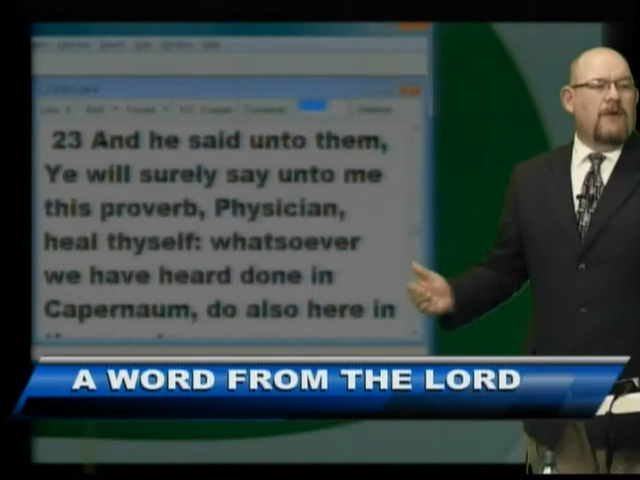 23 And he said unto them,
Ye will surely say unto me
this proverb, Physician,
heal thyself: whatsoever
we have heard done in
Capernaum, do also here in
A WORD FROM THE LORD